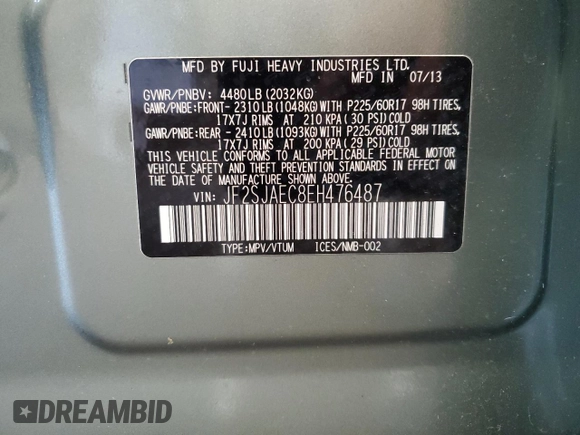 MFD BY FUJI HEAVY INDUSTRIES LTD.
MFD IN 07/13
GVWR/PNBV: 4480LB(2032KG)
GAWR/PNBE:FRONT-2310LB(1048KG)WITH P225/60R17 98H TIRES,
17X7J RIMS AT 210 KPA(30 PSI)COLD
GAWR/PNBE:REAR -2410LB(1093KG)WITH P225/60R17 98H TIRES,
17X7J RIMS AT 200 KPA(29 PSI)COLD
THIS VEHICLE CONFORMS TO ALL APPLICABLE FEDERAL MOTOR
VEHICLE SAFETY AND THEFT PREVENTION STANDARDS IN EFFECT ON
THE DATE OF MANUFACTURE SHOWN ABOVE.
VIN: JF2SJAEC8EH476487
TYPE:MPV/VTUM ICES/NMB-002
DREAMBID